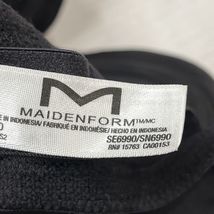 M
MAIDENFORM TM/MC
IN INDONESIA/ FABRIQUÉ EN INDONÉSIE/ HECHO EN INDONESIA
SE6990/SN6990
RN# 15763 CA00153